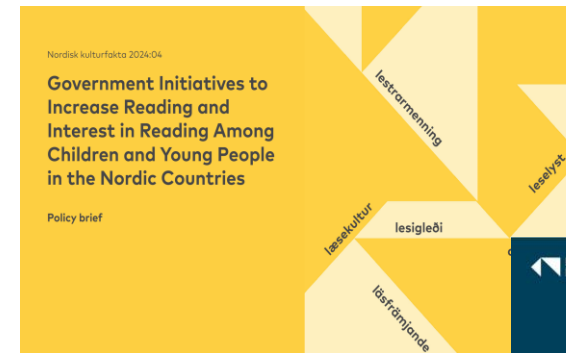 Nordisk kulturfakta 2024:04
Government Initiatives to
Increase Reading and
Interest in Reading Among
Children and Young People
in the Nordic Countries
Policy brief
lestrarmenning
leselyst
læsekultur
lesigleði
läsfrämjande